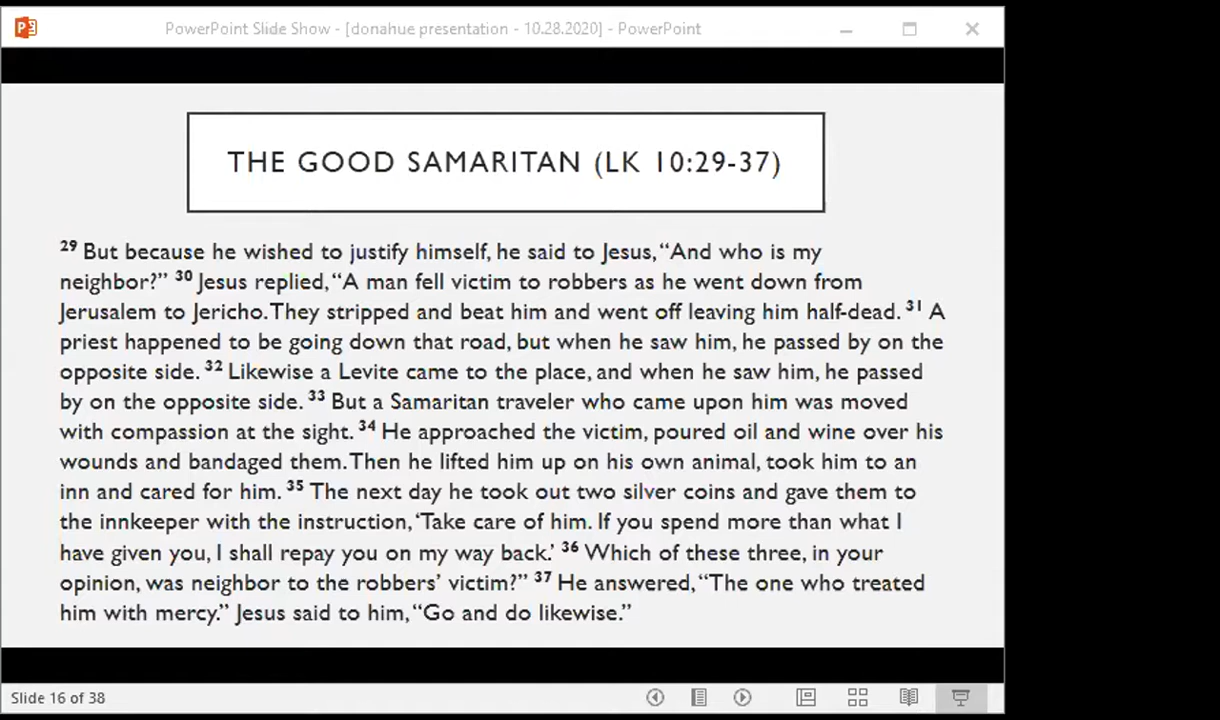 PowerPoint Slide Show - [donahue presentation - 10.28.2020] - PowerPoint
THE GOOD SAMARITAN (LK 10:29-37)
29 But because he wished to justify himself, he said to Jesus, “And who is my
neighbor?” 30 Jesus replied, “A man fell victim to robbers as he went down from
Jerusalem to Jericho. They stripped and beat him and went off leaving him half-dead. 31 A
priest happened to be going down that road, but when he saw him, he passed by on the
opposite side. 32 Likewise a Levite came to the place, and when he saw him, he passed
by on the opposite side. 33 But a Samaritan traveler who came upon him was moved
with compassion at the sight. 34 He approached the victim, poured oil and wine over his
wounds and bandaged them. Then he lifted him up on his own animal, took him to an
inn and cared for him. 35 The next day he took out two silver coins and gave them to
the innkeeper with the instruction, ‘Take care of him. If you spend more than what I
have given you, I shall repay you on my way back.’ 36 Which of these three, in your
opinion, was neighbor to the robbers’ victim?” 37 He answered, “The one who treated
him with mercy.” Jesus said to him, “Go and do likewise.”
Slide 16 of 38